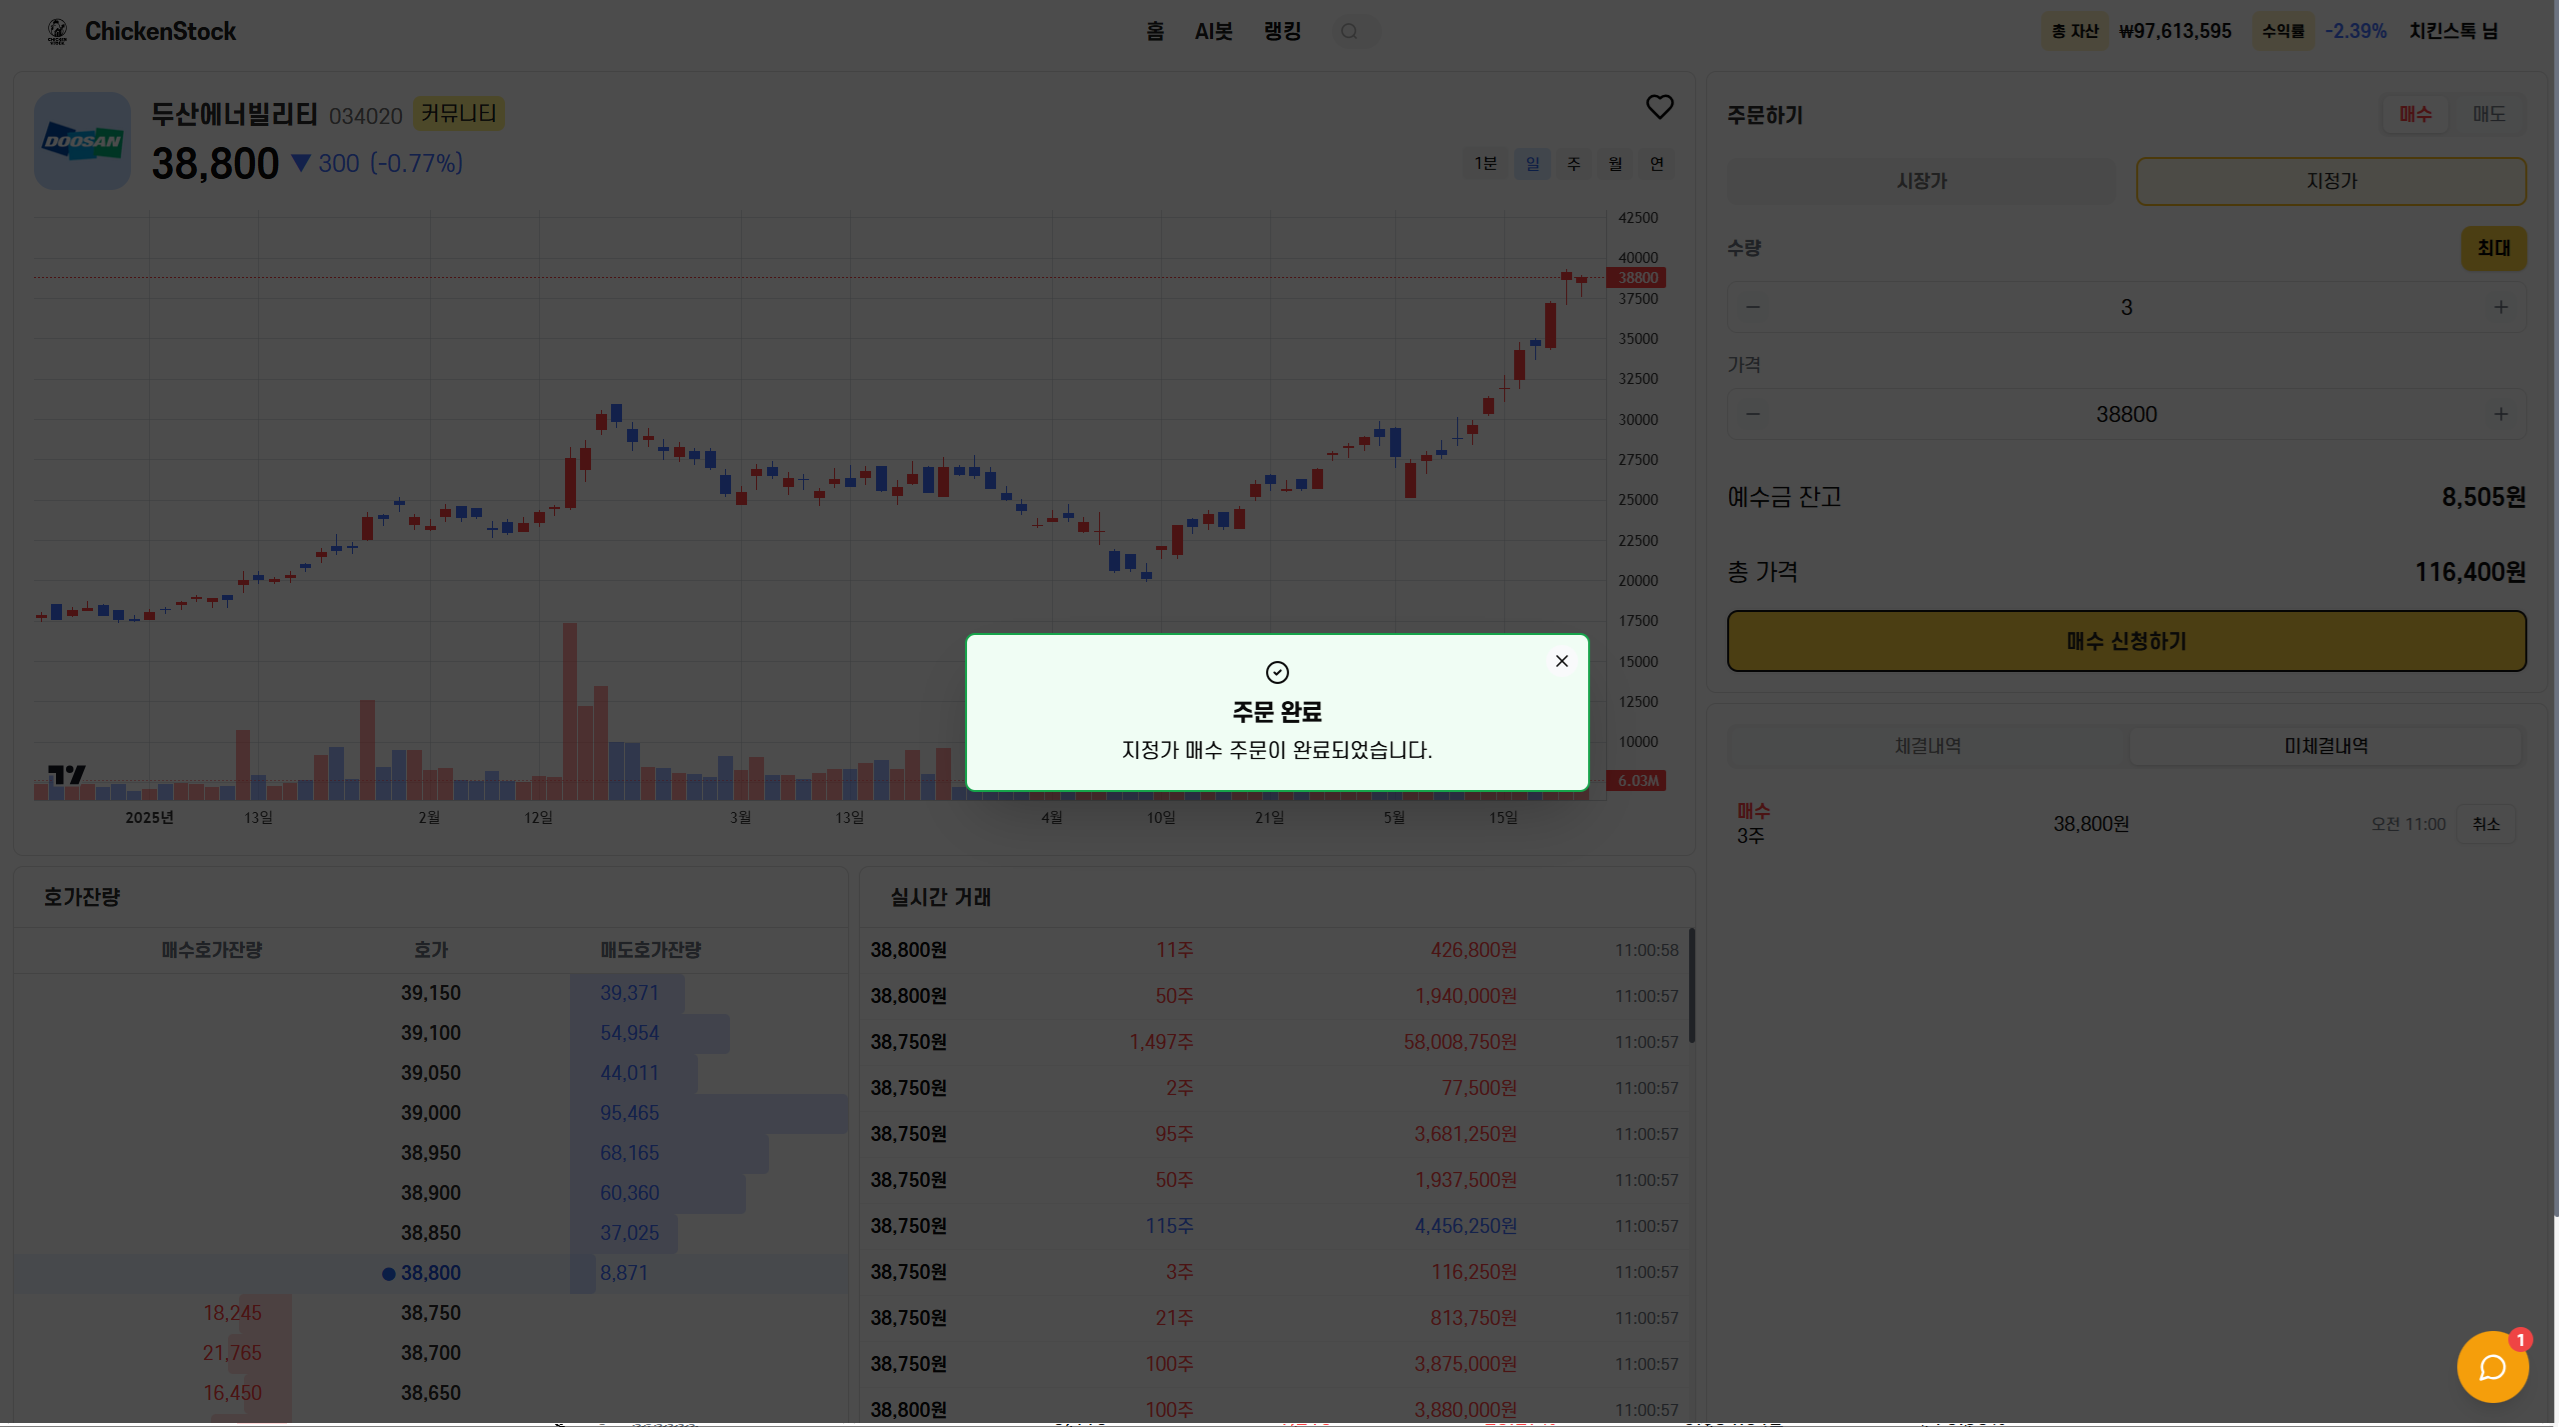 ChickenStock
홈 AI봇 랭킹
총 자산 ₩97,613,595 수익률 -2.39% 치킨스톡 님
DOOSAN
두산에너빌리티 034020 커뮤니티
38,800 ▼ 300 (-0.77%)
1분 일 주 월 연
42500
40000
38800
37500
35000
32500
30000
27500
25000
22500
20000
17500
15000
12500
10000
6.03M
2025년 13일 2월 12일 3월 13일 4월 10일 21일 5월 15일
주문하기
매수 매도
시장가 지정가
수량 최대
3
가격
38800
예수금 잔고 8,505원
총 가격 116,400원
매수 신청하기
주문 완료
지정가 매수 주문이 완료되었습니다.
체결내역 미체결내역
매수
3주
38,800원 오전 11:00 취소
호가잔량
매수호가잔량 호가 매도호가잔량
39,150 39,371
39,100 54,954
39,050 44,011
39,000 95,465
38,950 68,165
38,900 60,360
38,850 37,025
38,800 8,871
18,245 38,750
21,765 38,700
16,450 38,650
실시간 거래
38,800원 11주 426,800원 11:00:58
38,800원 50주 1,940,000원 11:00:57
38,750원 1,497주 58,008,750원 11:00:57
38,750원 2주 77,500원 11:00:57
38,750원 95주 3,681,250원 11:00:57
38,750원 50주 1,937,500원 11:00:57
38,750원 115주 4,456,250원 11:00:57
38,750원 3주 116,250원 11:00:57
38,750원 21주 813,750원 11:00:57
38,750원 100주 3,875,000원 11:00:57
38,800원 100주 3,880,000원 11:00:57
1